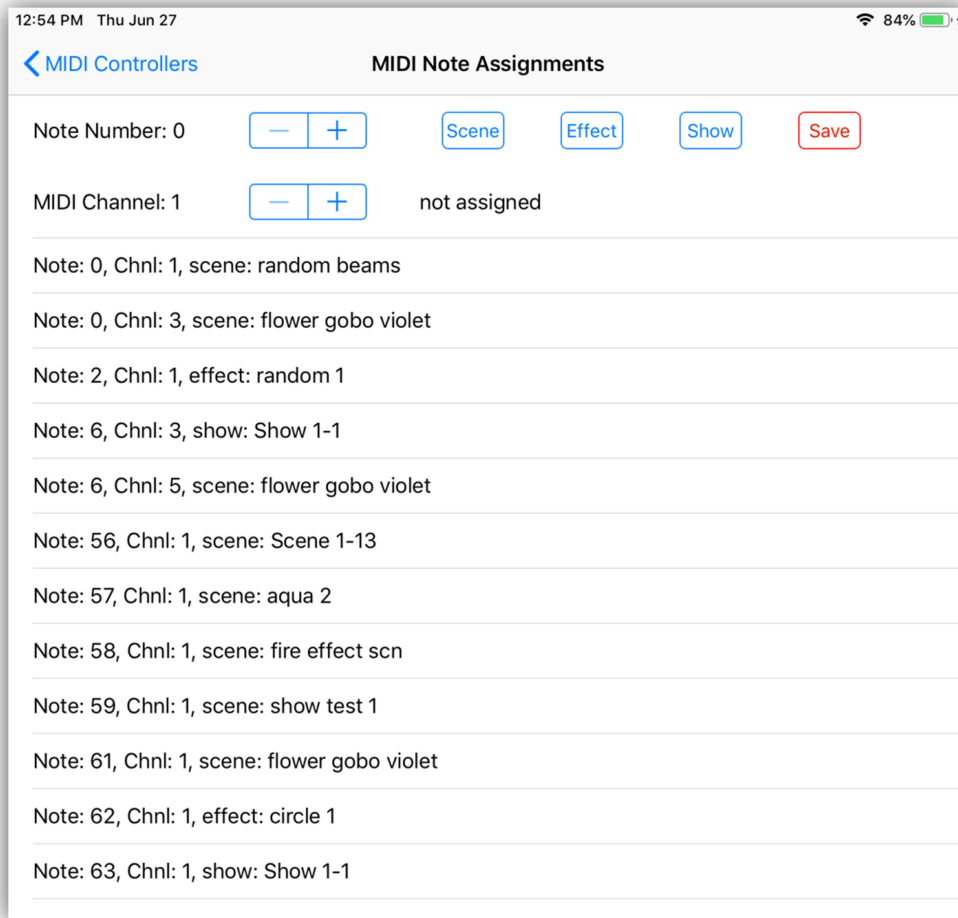 12:54 PM Thu Jun 27 84%
MIDI Controllers MIDI Note Assignments
Note Number: 0 — + Scene Effect Show Save
MIDI Channel: 1 — + not assigned
Note: 0, Chnl: 1, scene: random beams
Note: 0, Chnl: 3, scene: flower gobo violet
Note: 2, Chnl: 1, effect: random 1
Note: 6, Chnl: 3, show: Show 1-1
Note: 6, Chnl: 5, scene: flower gobo violet
Note: 56, Chnl: 1, scene: Scene 1-13
Note: 57, Chnl: 1, scene: aqua 2
Note: 58, Chnl: 1, scene: fire effect scn
Note: 59, Chnl: 1, scene: show test 1
Note: 61, Chnl: 1, scene: flower gobo violet
Note: 62, Chnl: 1, effect: circle 1
Note: 63, Chnl: 1, show: Show 1-1